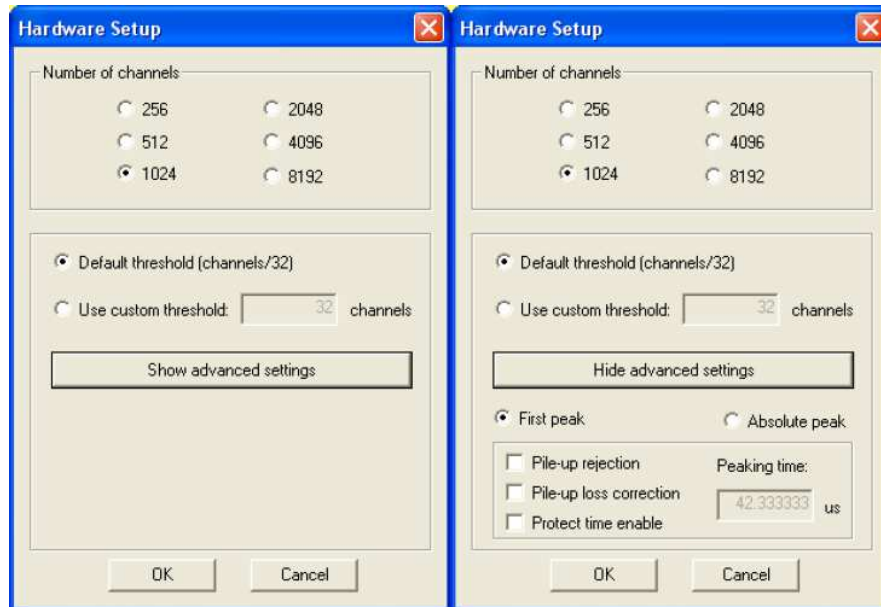 Hardware Setup
Number of channels
256
2048
512
4096
1024
8192
Default threshold (channels/32)
Use custom threshold: 32 channels
Show advanced settings
OK
Cancel
Hardware Setup
Number of channels
256
2048
512
4096
1024
8192
Default threshold (channels/32)
Use custom threshold: 32 channels
Hide advanced settings
First peak
Absolute peak
Pile-up rejection
Pile-up loss correction
Protect time enable
Peaking time:
42.333333 us
OK
Cancel